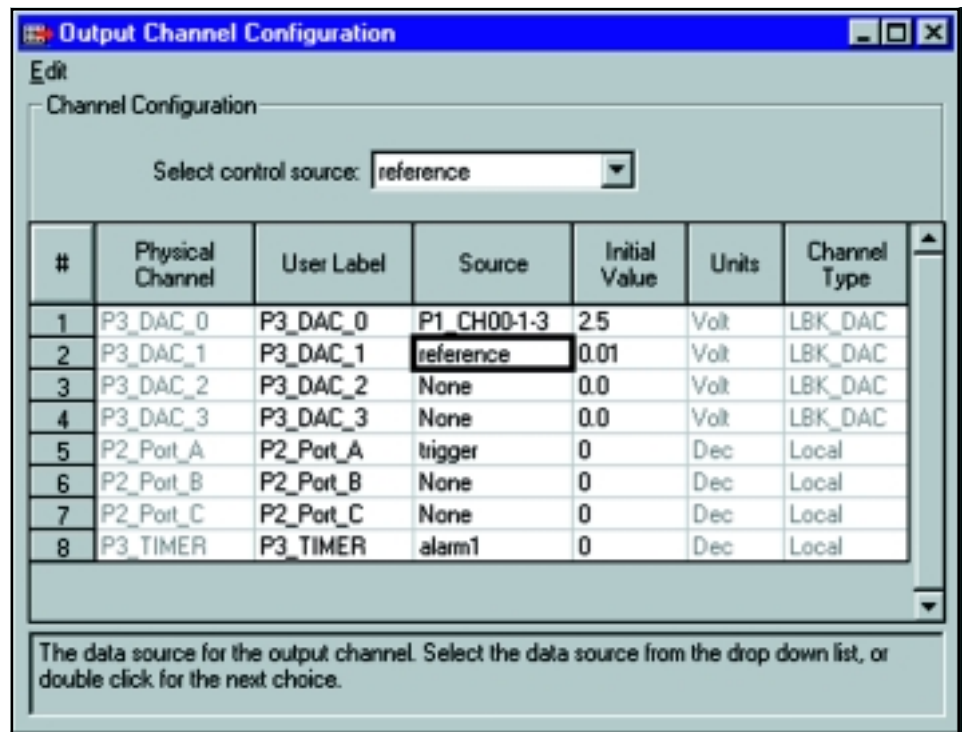 Output Channel Configuration
Edit
Channel Configuration
Select control source: reference
# Physical Channel User Label Source Initial Value Units Channel Type
1 P3_DAC_0 P3_DAC_0 P1_CH00-1-3 2.5 Volt LBK_DAC
2 P3_DAC_1 P3_DAC_1 reference 0.01 Volt LBK_DAC
3 P3_DAC_2 P3_DAC_2 None 0.0 Volt LBK_DAC
4 P3_DAC_3 P3_DAC_3 None 0.0 Volt LBK_DAC
5 P2_Port_A P2_Port_A trigger 0 Dec Local
6 P2_Port_B P2_Port_B None 0 Dec Local
7 P2_Port_C P2_Port_C None 0 Dec Local
8 P3_TIMER P3_TIMER alarm1 0 Dec Local
The data source for the output channel. Select the data source from the drop down list, or
double click for the next choice.